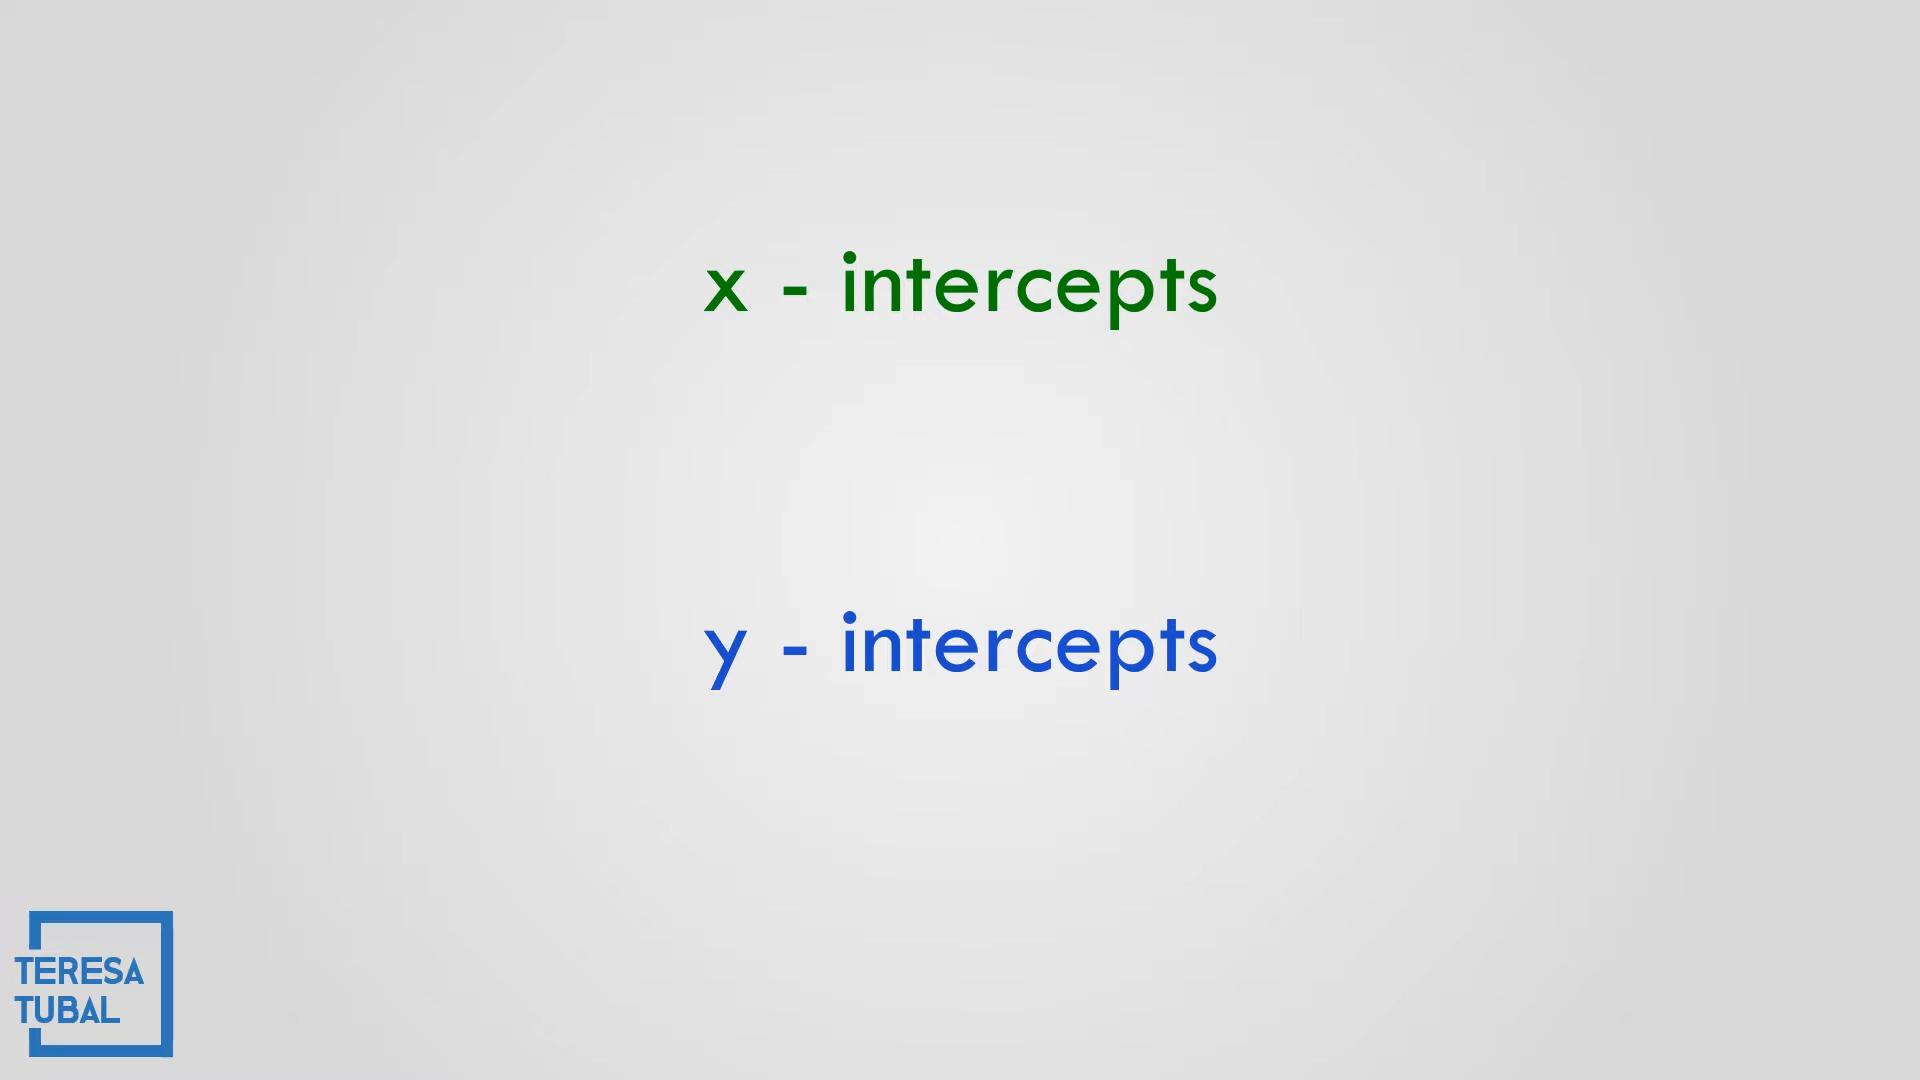 x - intercepts
y - intercepts
TERESA
TUBAL